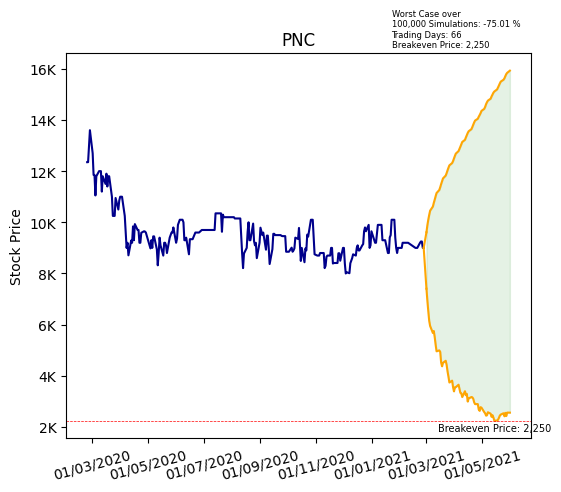 Worst Case over
100,000 Simulations: -75.01 %
Trading Days: 66
Breakeven Price: 2,250
PNC
Stock Price
16K
14K
12K
10K
8K
6K
4K
2K
Breakeven Price: 2,250
01/03/2020
01/05/2020
01/07/2020
01/09/2020
01/11/2020
01/01/2021
01/03/2021
01/05/2021